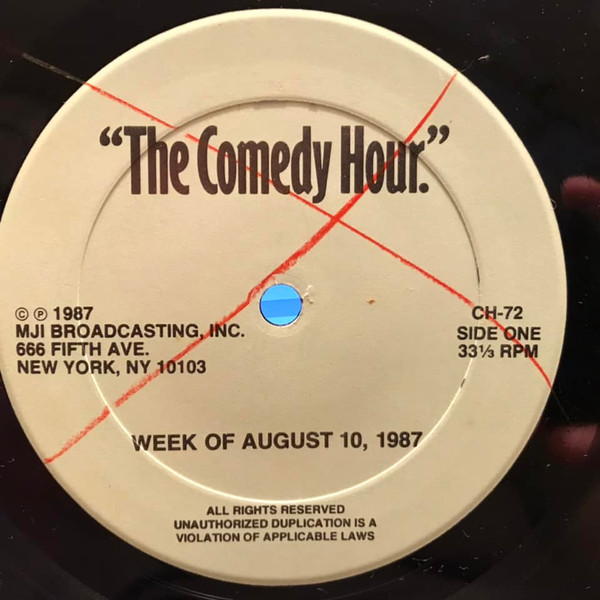 “The Comedy Hour.”
© ℗ 1987
MJI BROADCASTING, INC.
666 FIFTH AVE.
NEW YORK, NY 10103
CH-72
SIDE ONE
33⅓ RPM
WEEK OF AUGUST 10, 1987
ALL RIGHTS RESERVED
UNAUTHORIZED DUPLICATION IS A
VIOLATION OF APPLICABLE LAWS